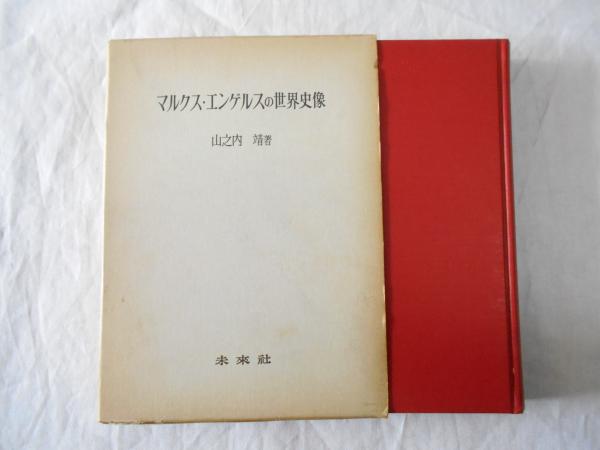 マルクス・エンゲルスの世界史像
山之内 靖著
未來社